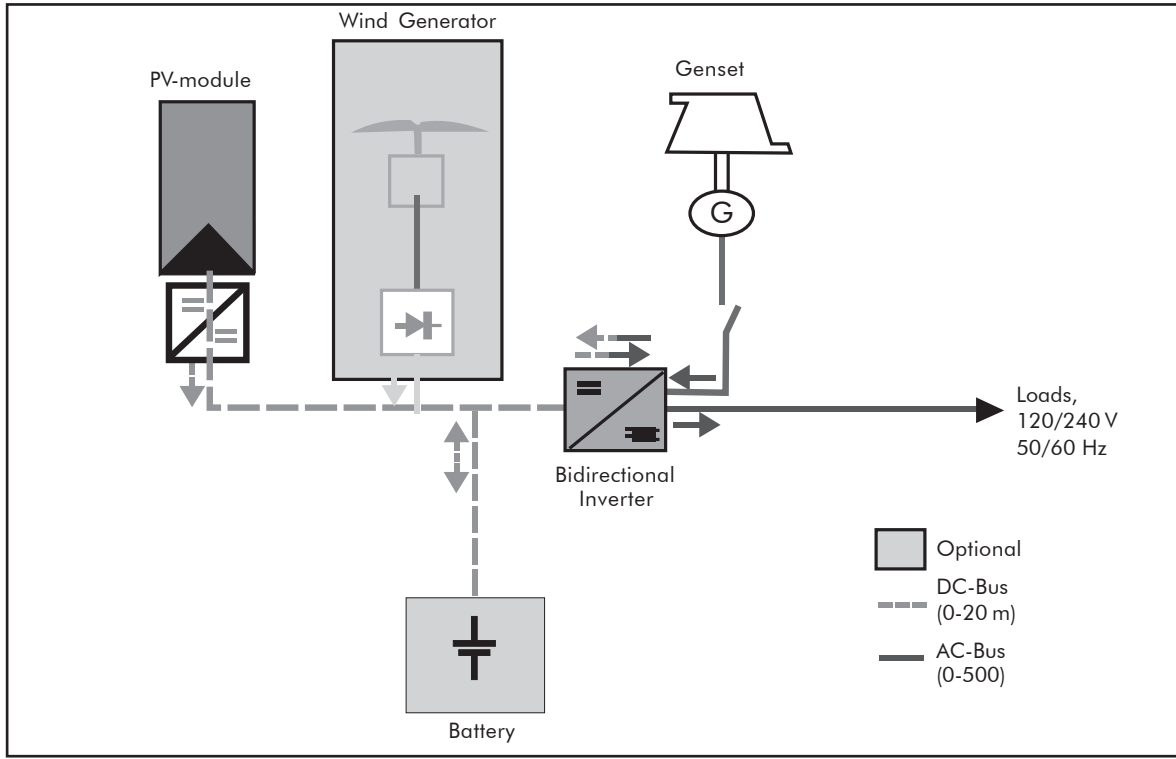 Wind Generator
PV-module
Genset
G
Loads,
120/240 V
50/60 Hz
Bidirectional
Inverter
Optional
DC-Bus
(0-20 m)
AC-Bus
(0-500)
Battery